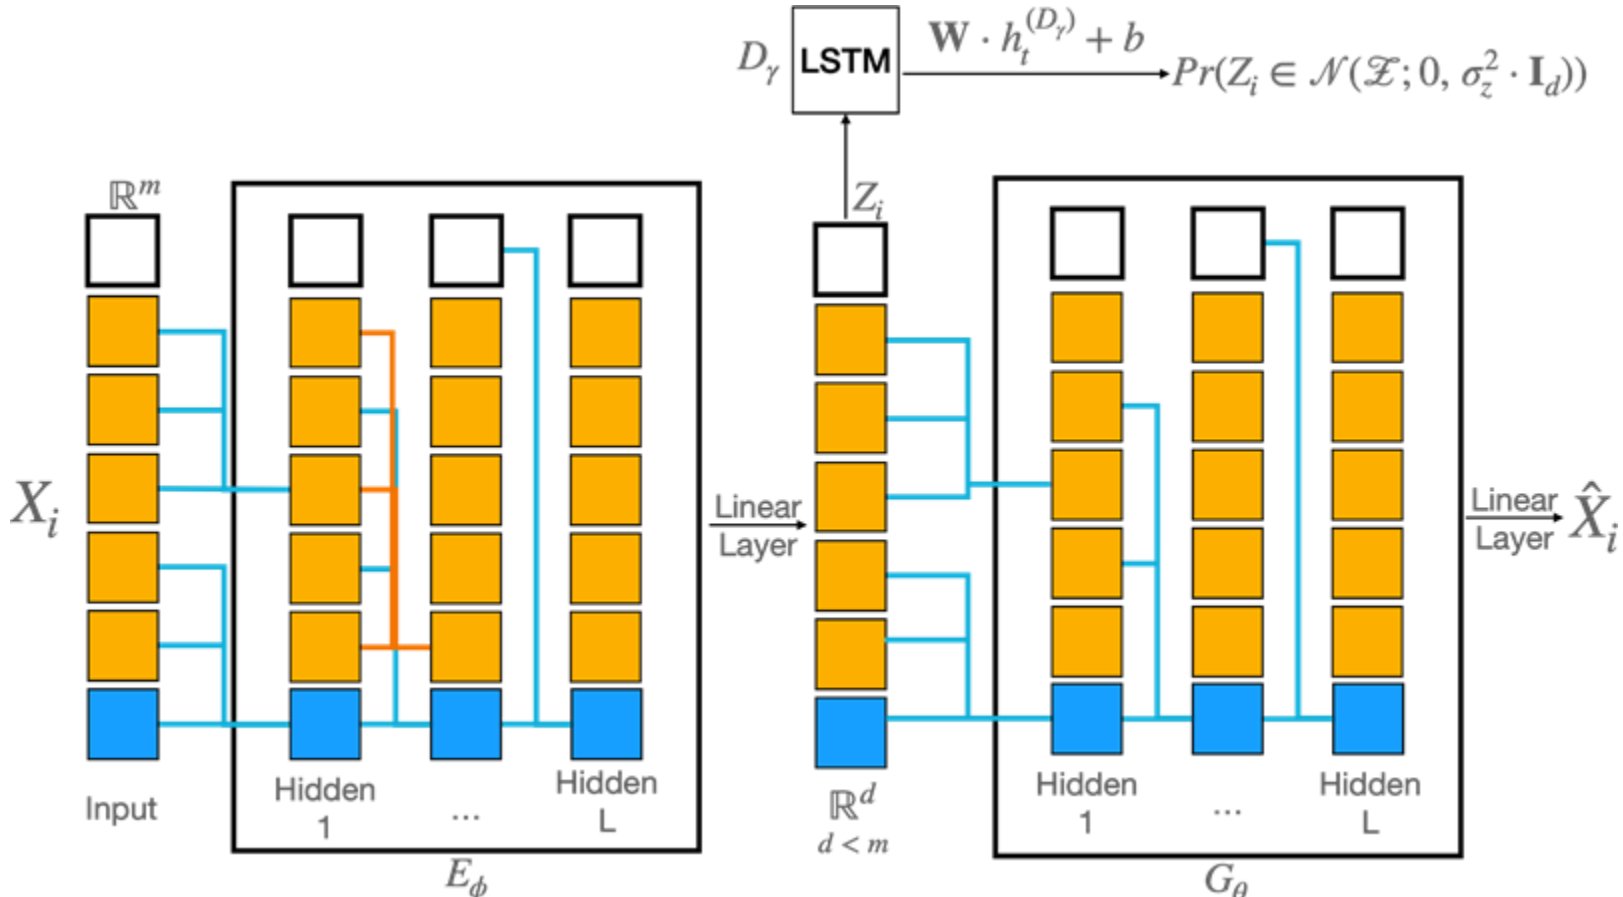 D_γ LSTM W · h_t^(D_γ) + b
Pr(Z_i ∈ 𝒩(𝒵; 0, σ_z^2 · I_d))
ℝ^m
Z_i
X_i
Linear
Layer
Linear
Layer
X̂_i
Input
Hidden
1
...
Hidden
L
E_ϕ
ℝ^d
d < m
Hidden
1
...
Hidden
L
G_θ